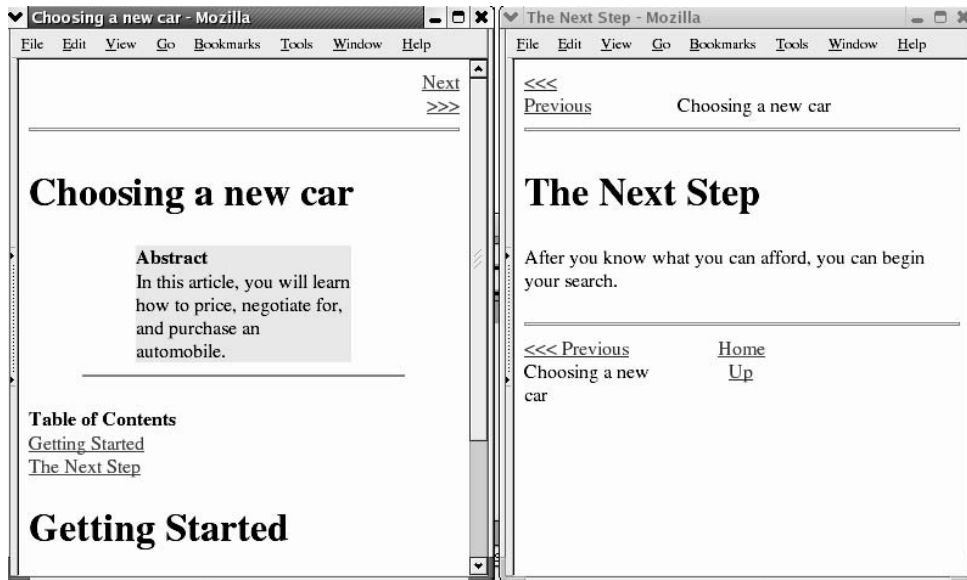 Choosing a new car - Mozilla
File Edit View Go Bookmarks Tools Window Help
Next
>>>
Choosing a new car
Abstract
In this article, you will learn
how to price, negotiate for,
and purchase an
automobile.
Table of Contents
Getting Started
The Next Step
Getting Started
The Next Step - Mozilla
File Edit View Go Bookmarks Tools Window Help
<<<
Previous Choosing a new car
The Next Step
After you know what you can afford, you can begin
your search.
<<< Previous Home
Choosing a new Up
car